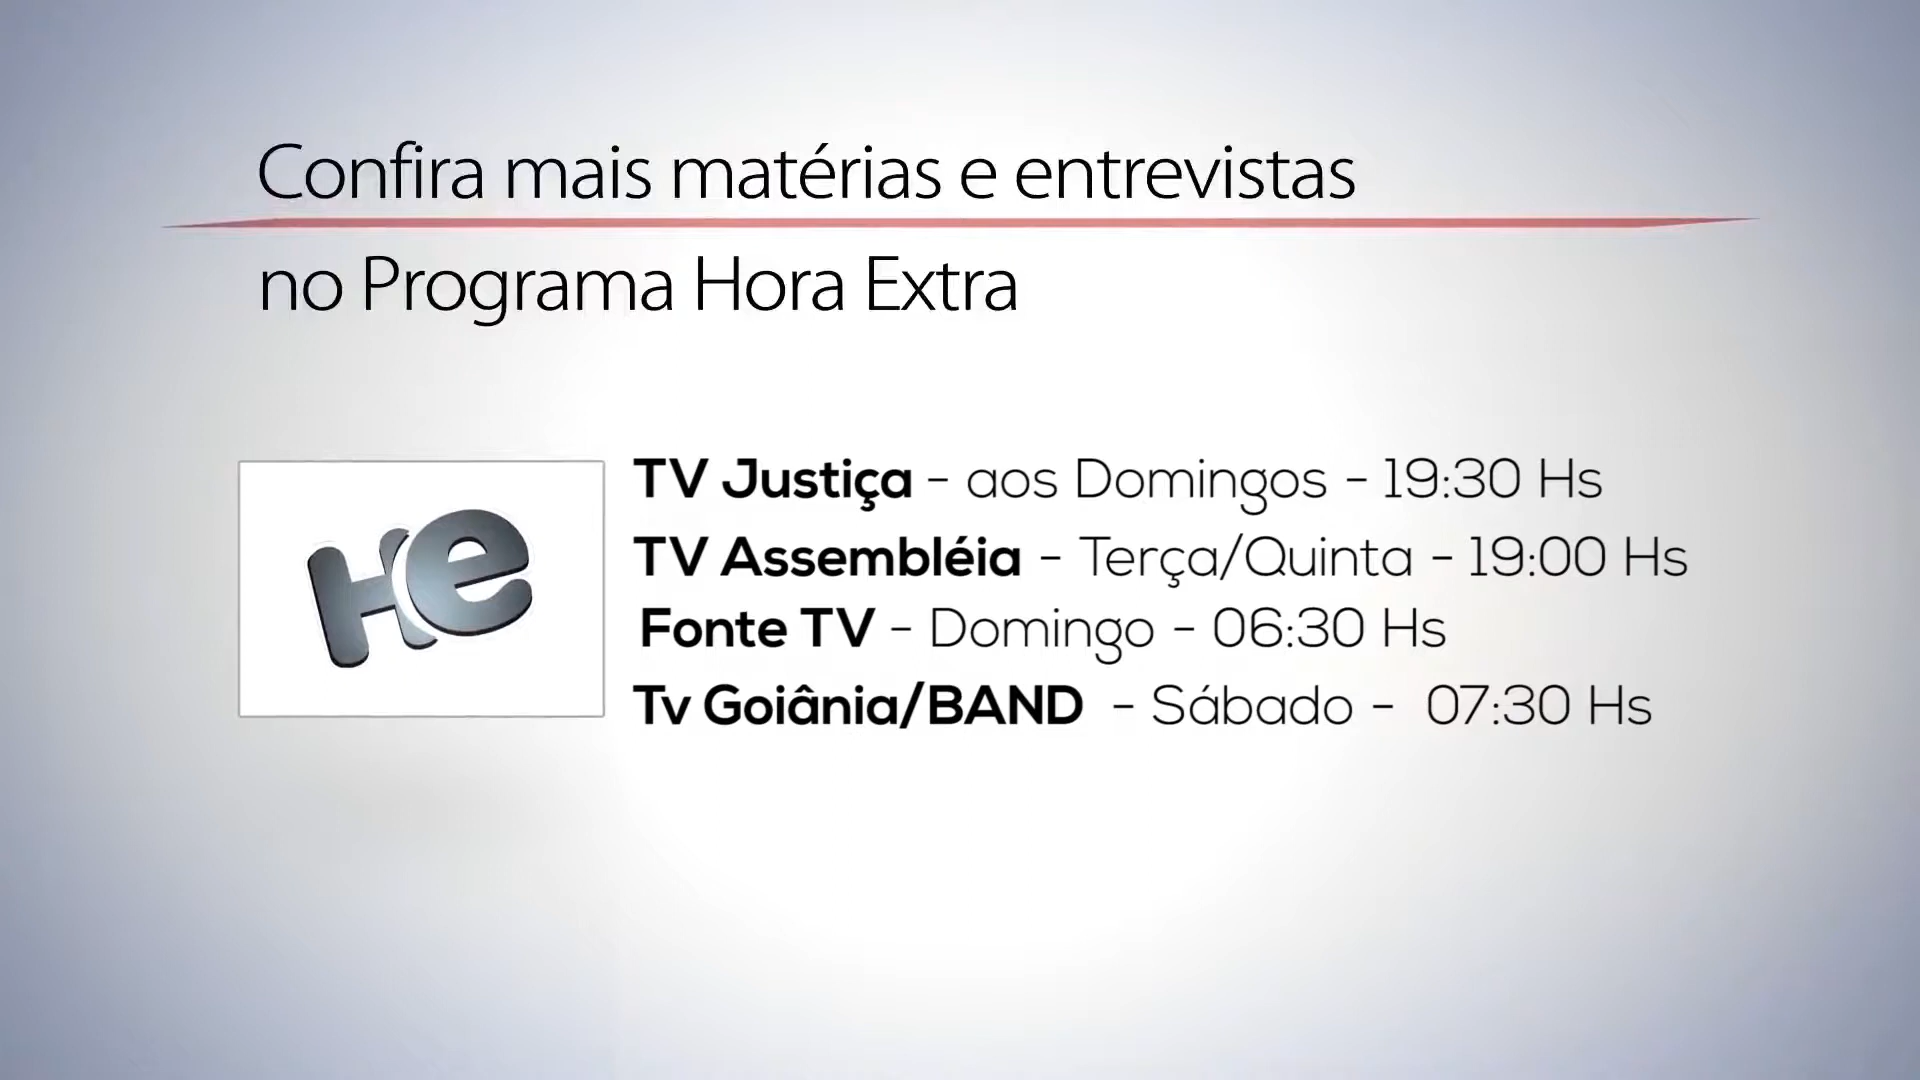 Confira mais matérias e entrevistas
no Programa Hora Extra
He
TV Justiça - aos Domingos - 19:30 Hs
TV Assembléia - Terça/Quinta - 19:00 Hs
Fonte TV - Domingo - 06:30 Hs
Tv Goiânia/BAND - Sábado - 07:30 Hs